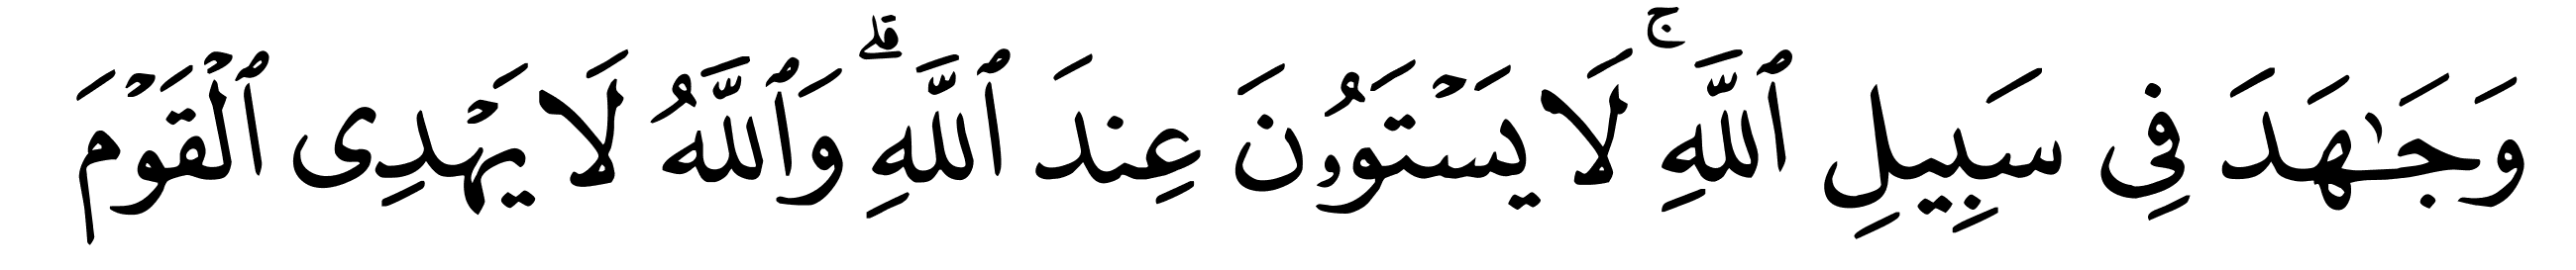 وَجَـٰهَدَ فِى سَبِيلِ ٱللَّهِ ۚ لَا يَسْتَوُۥنَ عِندَ ٱللَّهِ ۗ وَٱللَّهُ لَا يَهْدِى ٱلْقَوْمَ